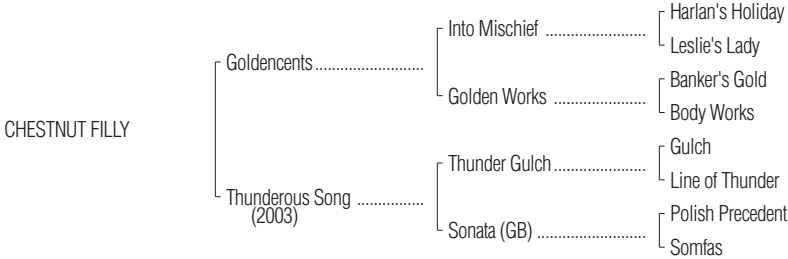 Harlan's Holiday
Into Mischief ........................
Leslie's Lady
Goldencents..........................
Banker's Gold
Golden Works ......................
Body Works
CHESTNUT FILLY
Gulch
Thunder Gulch......................
Line of Thunder
Thunderous Song ................
(2003)
Polish Precedent
Sonata (GB) ..........................
Somfas